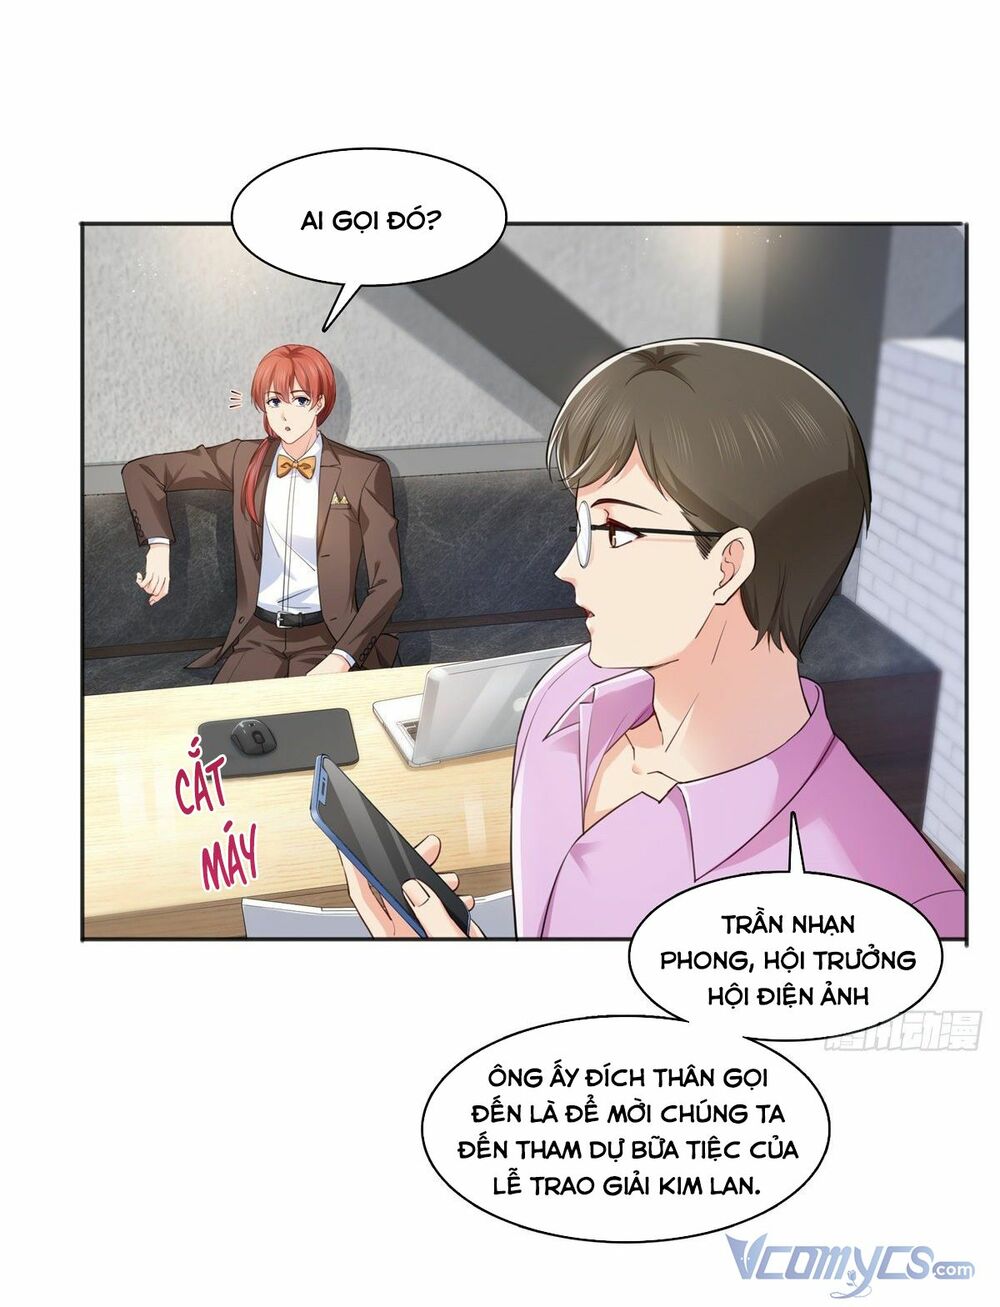 AI GỌI ĐÓ?
CẮT
MÁY
TRẦN NHẠN
PHONG, HỘI TRƯỞNG
HỘI ĐIỆN ẢNH
ÔNG ẤY ĐÍCH THÂN GỌI
ĐẾN LÀ ĐỂ MỜI CHÚNG TA
ĐẾN THAM DỰ BỮA TIỆC CỦA
LỄ TRAO GIẢI KIM LAN.
VCOMYCS.com